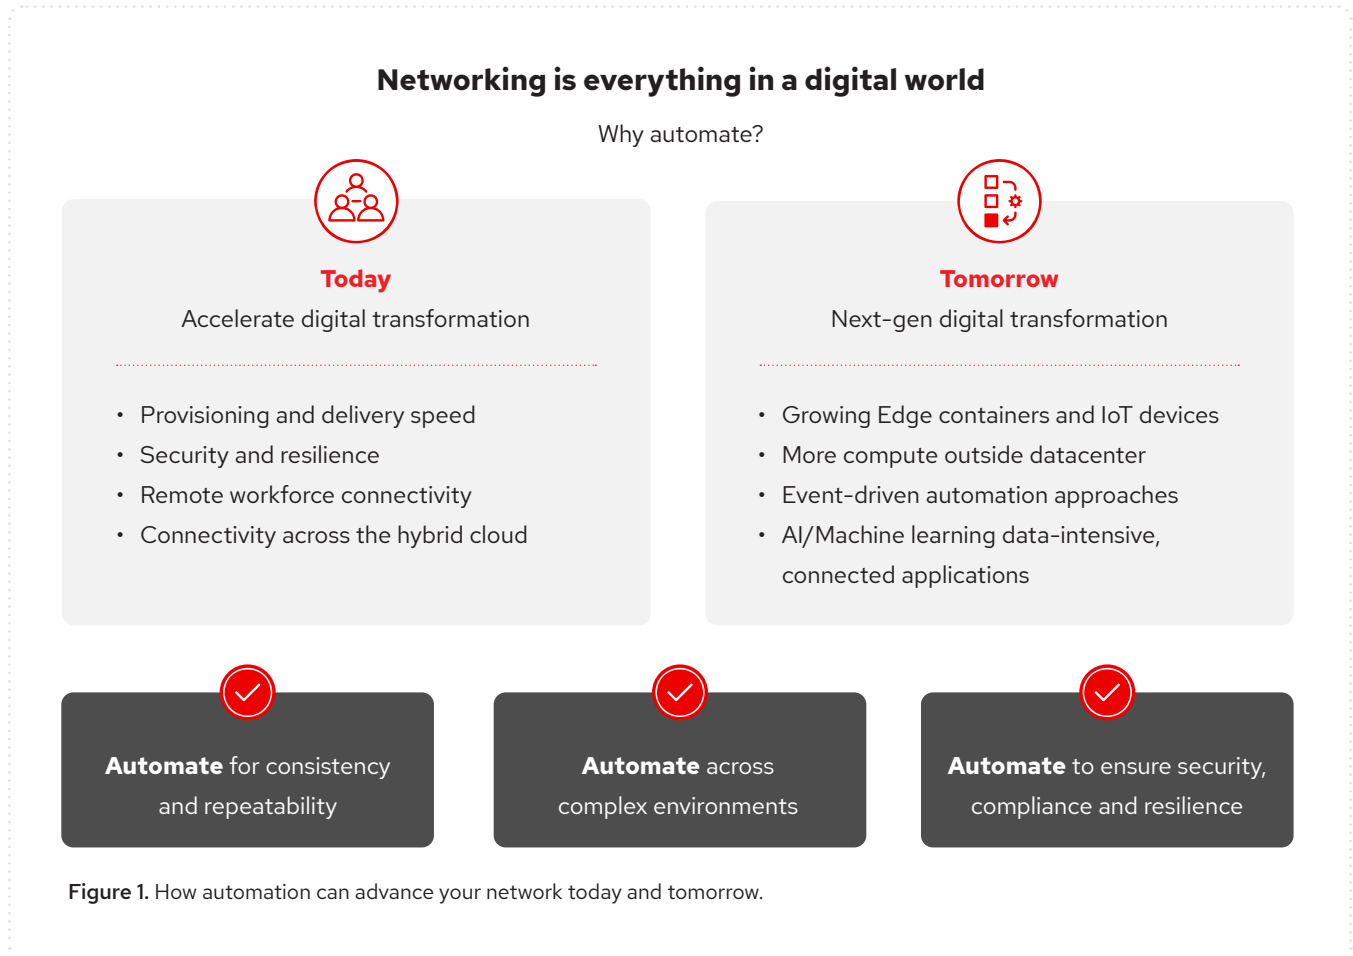 Networking is everything in a digital world
Why automate?
Today
Accelerate digital transformation
• Provisioning and delivery speed
• Security and resilience
• Remote workforce connectivity
• Connectivity across the hybrid cloud
Tomorrow
Next-gen digital transformation
• Growing Edge containers and IoT devices
• More compute outside datacenter
• Event-driven automation approaches
• AI/Machine learning data-intensive,
connected applications
Automate for consistency
and repeatability
Automate across
complex environments
Automate to ensure security,
compliance and resilience
Figure 1. How automation can advance your network today and tomorrow.